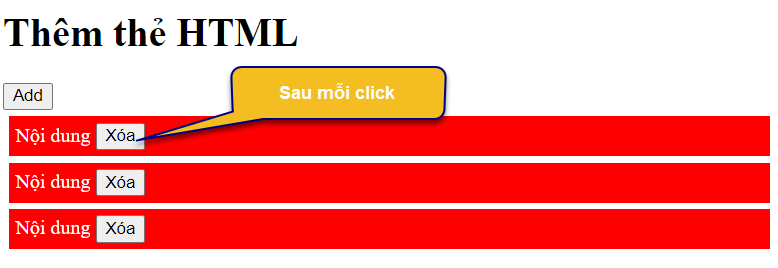 Thêm thẻ HTML
Add
Sau mỗi click
Nội dung Xóa
Nội dung Xóa
Nội dung Xóa